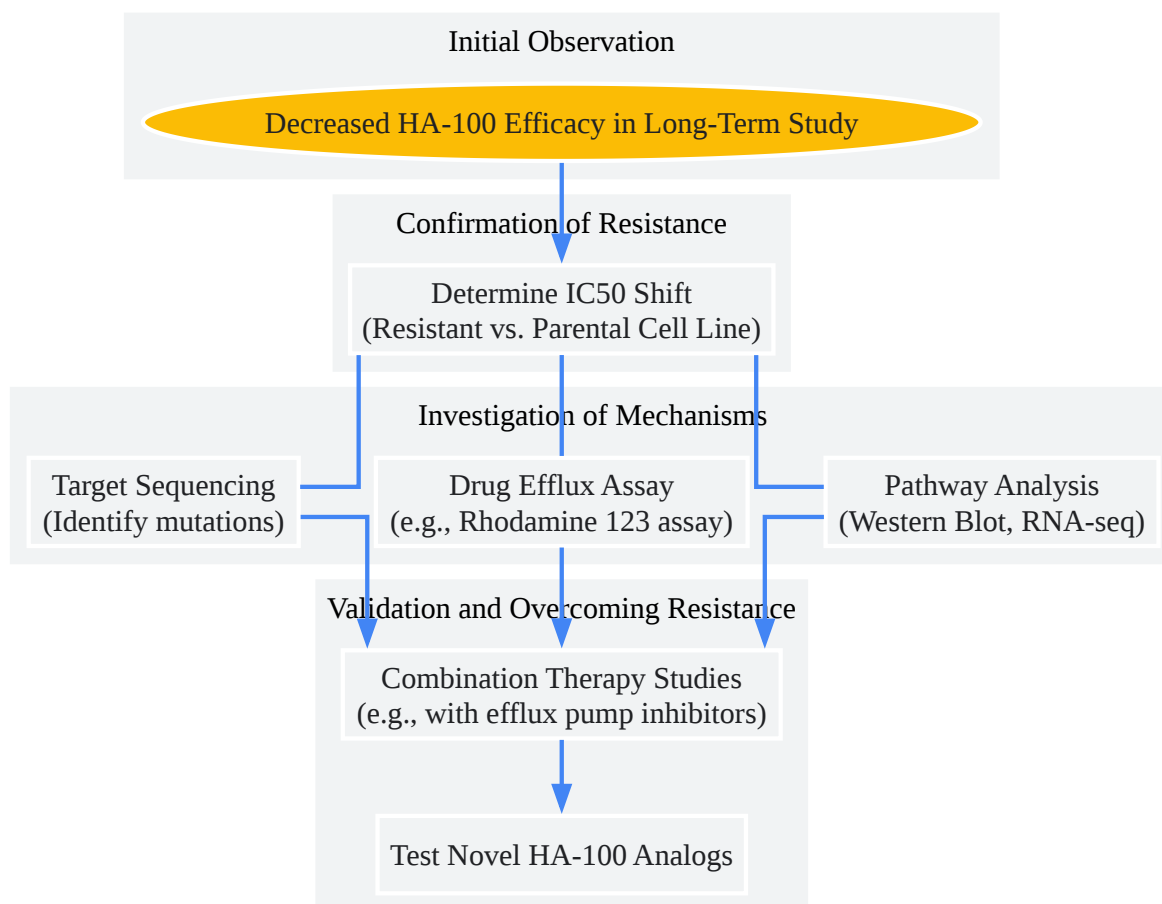 Initial Observation
Decreased HA-100 Efficacy in Long-Term Study
Confirmation of Resistance
Determine IC50 Shift
(Resistant vs. Parental Cell Line)
Investigation of Mechanisms
Target Sequencing
(Identify mutations)
Drug Efflux Assay
(e.g., Rhodamine 123 assay)
Pathway Analysis
(Western Blot, RNA-seq)
Validation and Overcoming Resistance
Combination Therapy Studies
(e.g., with efflux pump inhibitors)
Test Novel HA-100 Analogs